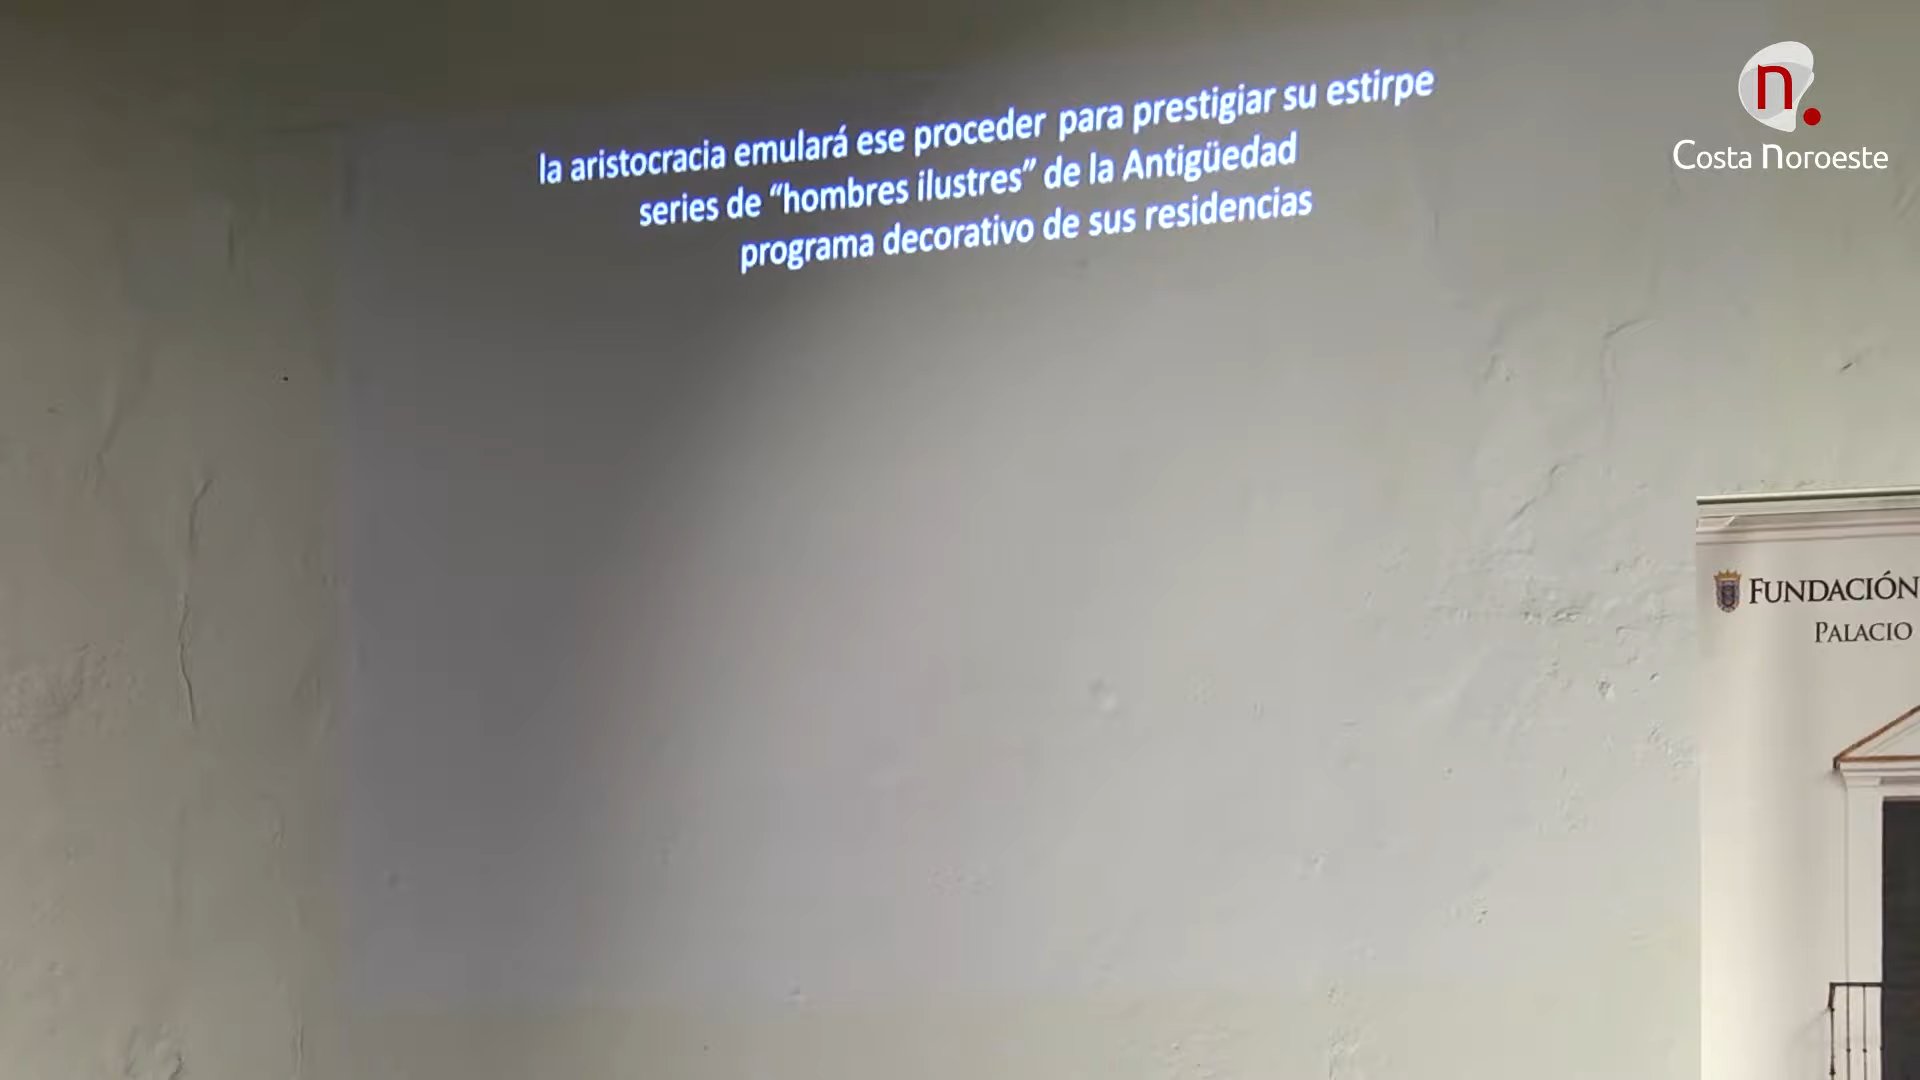 la aristocracia emulará ese proceder para prestigiar su estirpe
series de “hombres ilustres” de la Antigüedad
programa decorativo de sus residencias
n.
Costa Noroeste
FUNDACIÓN
PALACIO